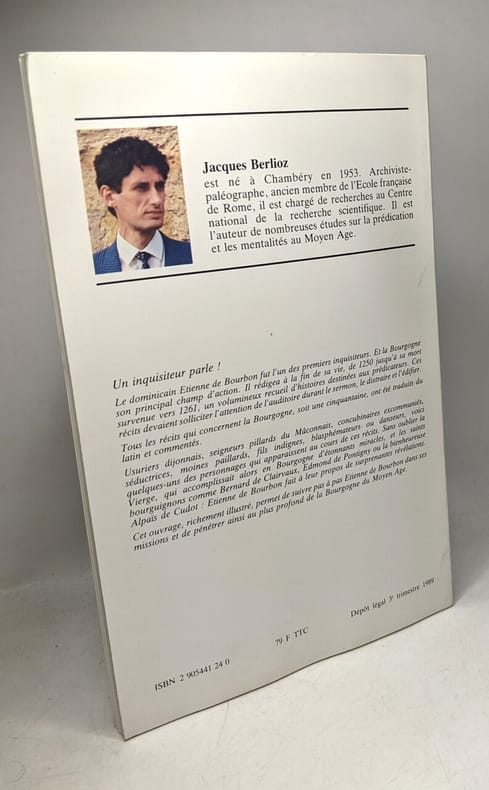 Jacques Berlioz
est né à Chambéry en 1953. Archiviste-
paléographe, ancien membre de l'Ecole française
de Rome, il est chargé de recherches au Centre
national de la recherche scientifique. Il est
l'auteur de nombreuses études sur la prédication
et les mentalités au Moyen Age.
Un inquisiteur parle !
Le dominicain Etienne de Bourbon fut l'un des premiers inquisiteurs. Et la Bourgogne
son principal champ d'action. Il rédigea à la fin de sa vie, de 1250 jusqu'à sa mort
survenue vers 1261, un volumineux recueil d'histoires destinées aux prédicateurs. Ces
récits devaient solliciter l'attention de l'auditoire durant le sermon, le distraire et l'édifier.
Tous les récits qui concernent la Bourgogne, soit une cinquantaine, ont été traduits du
latin et commentés.
Usuriers dijonnais, seigneurs pillards du Mâconnais, concubinaires excommuniés,
séductrices, moines paillards, fils indignes, blasphémateurs ou danseurs, voici
quelques-uns des personnages qui apparaissent au cours de ces récits. Sans oublier la
Vierge, qui accomplissait alors en Bourgogne d'étonnants miracles, et les saints
bourguignons comme Bernard de Clairvaux, Edmond de Pontigny ou la bienheureuse
Alpais de Cudot : Etienne de Bourbon fait à leur propos de surprenantes révélations.
Cet ouvrage, richement illustré, permet de suivre pas à pas Etienne de Bourbon dans ses
missions et de pénétrer ainsi au plus profond de la Bourgogne du Moyen Age.
ISBN 2 905441 24 0
79 F TTC
Dépôt légal 3e trimestre 1989